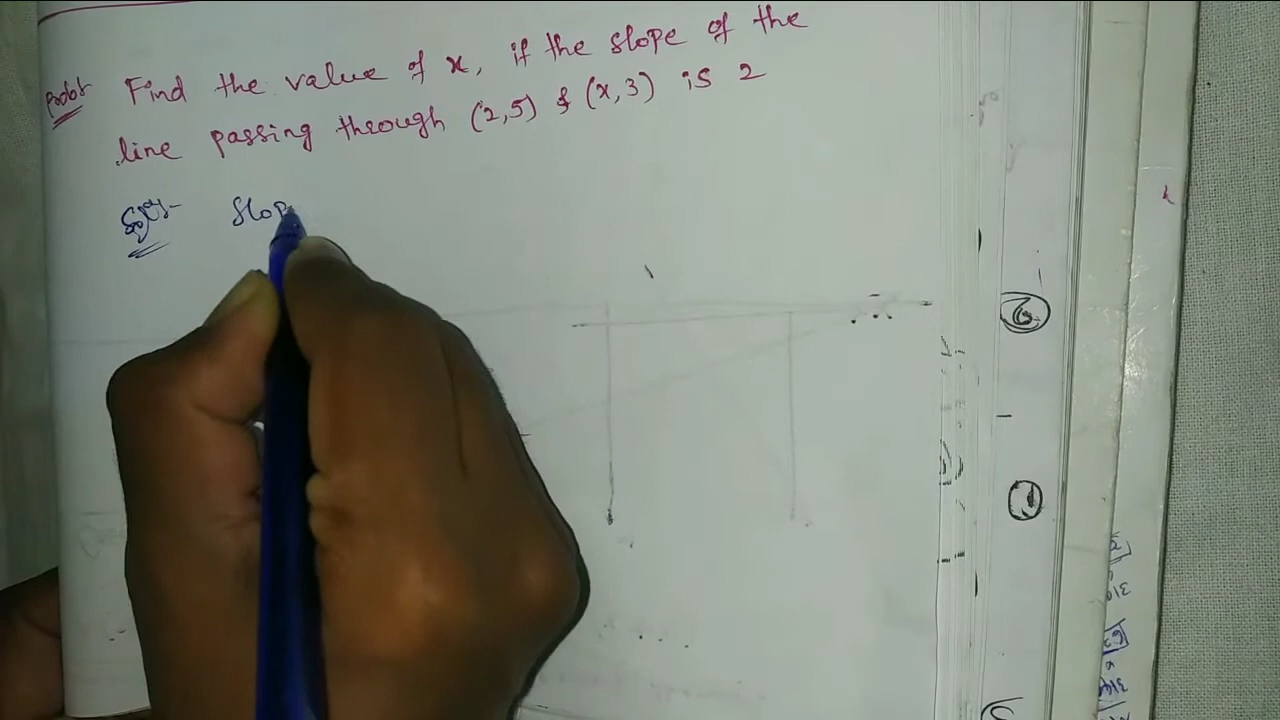 Prob:
Find the value of x, if the slope of the
line passing through (2,5) & (x,3) is 2
Sol:-
Slop